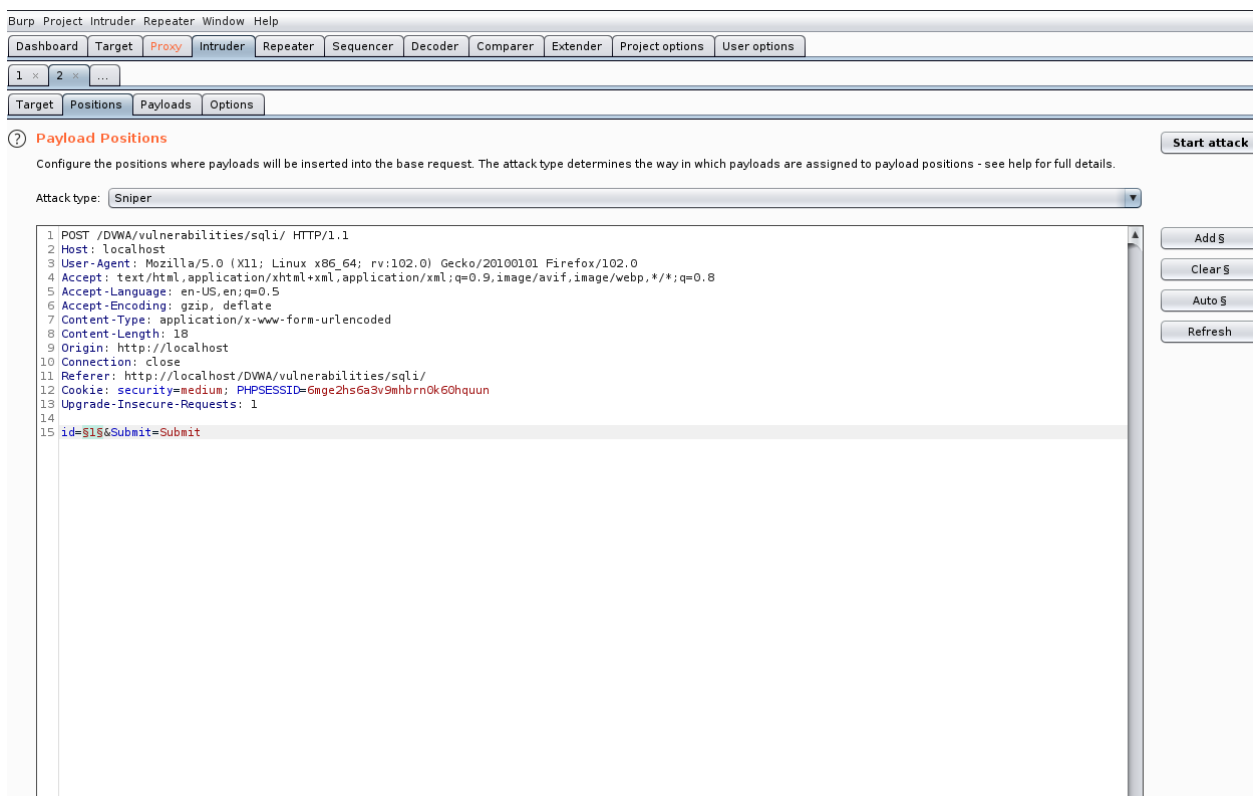 Burp Project Intruder Repeater Window Help
Dashboard Target Proxy Intruder Repeater Sequencer Decoder Comparer Extender Project options User options
1 × 2 × ...
Target Positions Payloads Options
? Payload Positions
Start attack
Configure the positions where payloads will be inserted into the base request. The attack type determines the way in which payloads are assigned to payload positions - see help for full details.
Attack type: Sniper
1 POST /DVWA/vulnerabilities/sqli/ HTTP/1.1
2 Host: localhost
3 User-Agent: Mozilla/5.0 (X11; Linux x86_64; rv:102.0) Gecko/20100101 Firefox/102.0
4 Accept: text/html,application/xhtml+xml,application/xml;q=0.9,image/avif,image/webp,*/*;q=0.8
5 Accept-Language: en-US,en;q=0.5
6 Accept-Encoding: gzip, deflate
7 Content-Type: application/x-www-form-urlencoded
8 Content-Length: 18
9 Origin: http://localhost
10 Connection: close
11 Referer: http://localhost/DVWA/vulnerabilities/sqli/
12 Cookie: security=medium; PHPSESSID=6mge2hs6a3v9mhbrn0k60hquun
13 Upgrade-Insecure-Requests: 1
14
15 id=§1§&Submit=Submit
Add §
Clear §
Auto §
Refresh